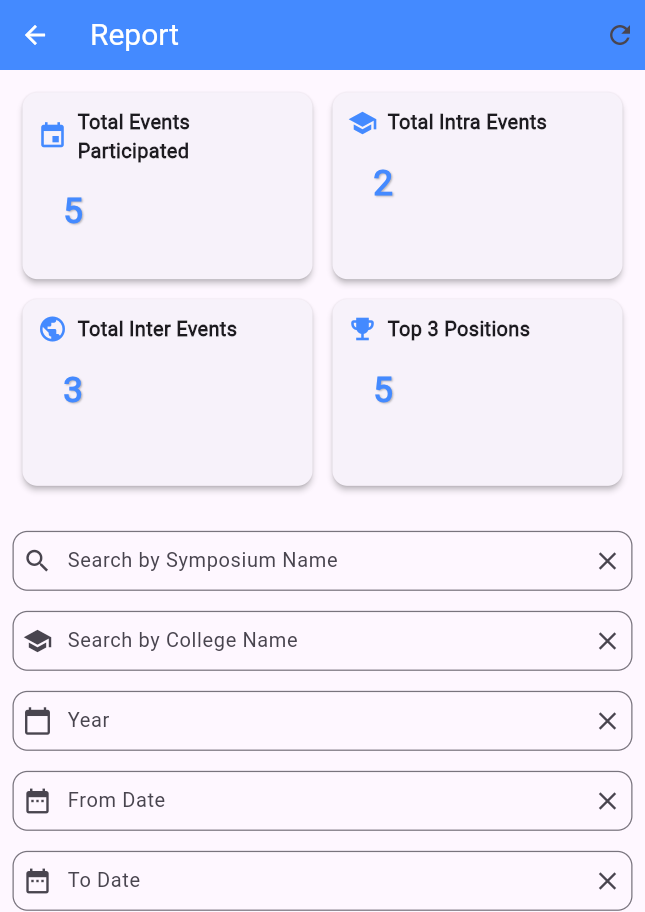 Report
Total Events
Participated
5
Total Intra Events
2
Total Inter Events
3
Top 3 Positions
5
Search by Symposium Name
Search by College Name
Year
From Date
To Date